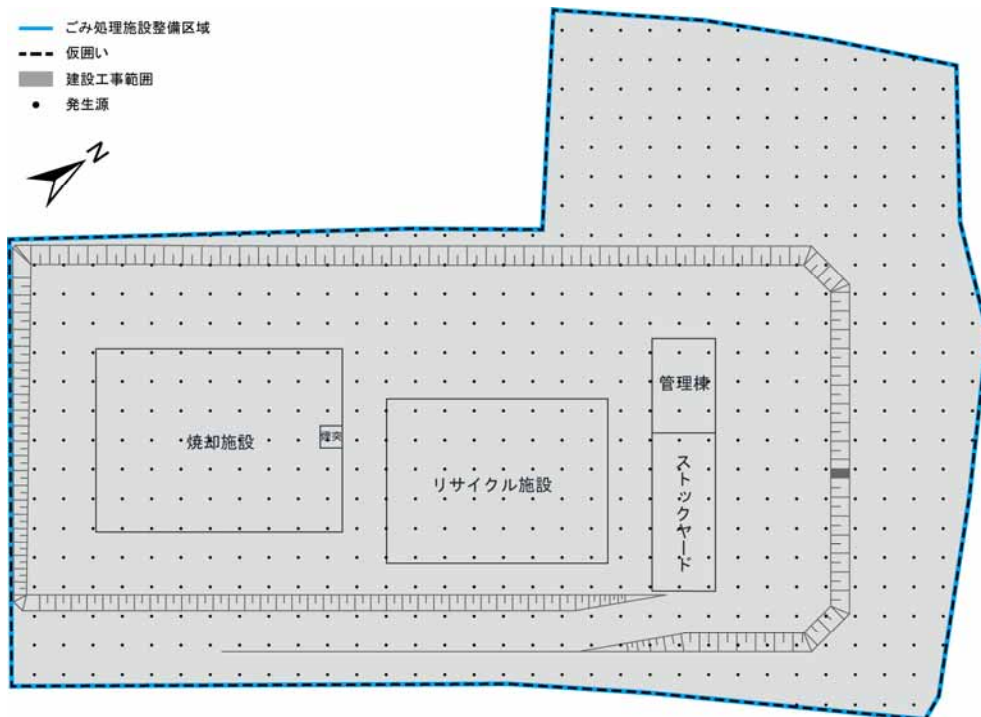 ごみ処理施設整備区域
仮囲い
建設工事範囲
発生源
N
管理棟
焼却施設
煙突
リサイクル施設
ストックヤード